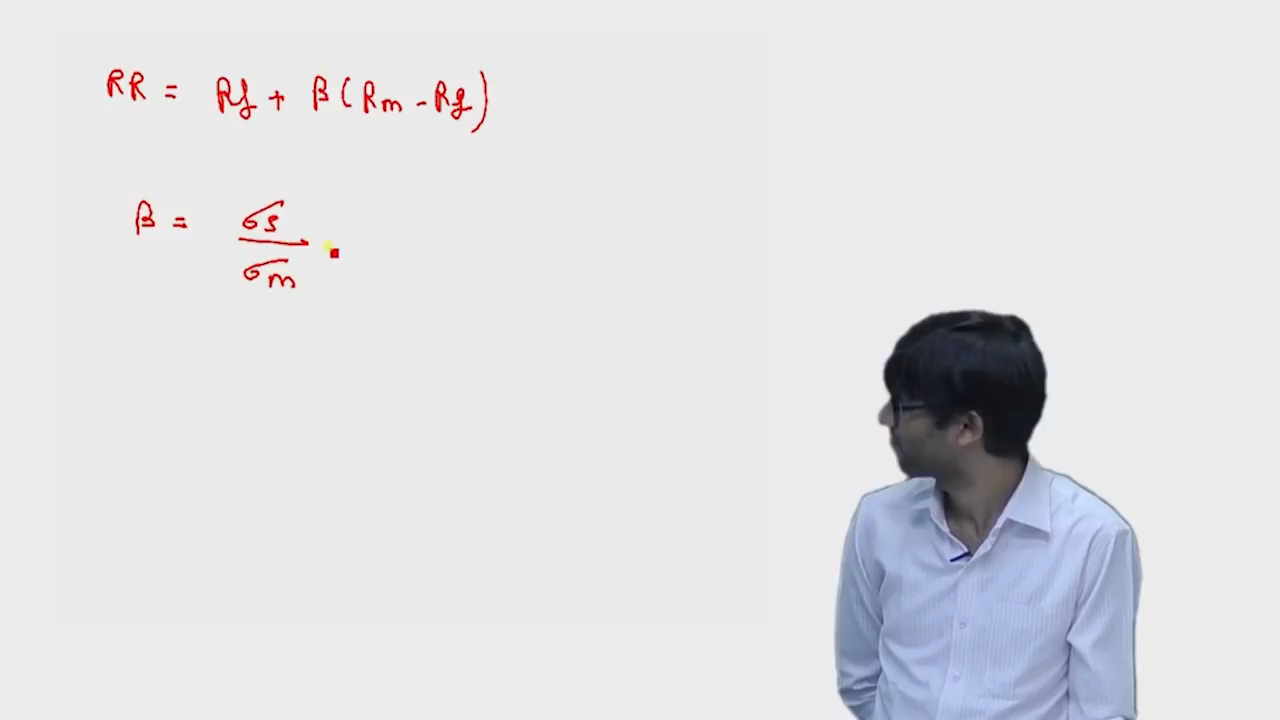 RR = Rf + β(Rm - Rf)
β = σs / σm